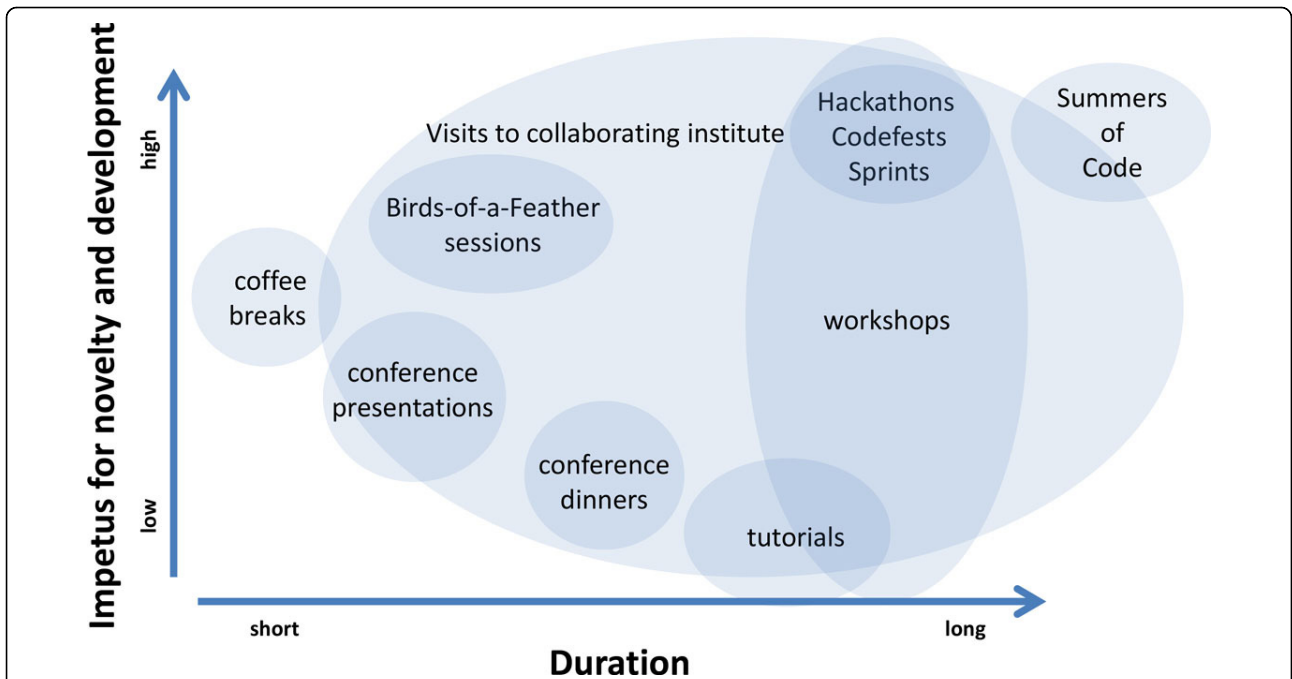 Impetus for novelty and development
high
low
Visits to collaborating institute
Hackathons
Codefests
Sprints
Summers
of
Code
Birds-of-a-Feather
sessions
coffee
breaks
workshops
conference
presentations
conference
dinners
tutorials
short
long
Duration